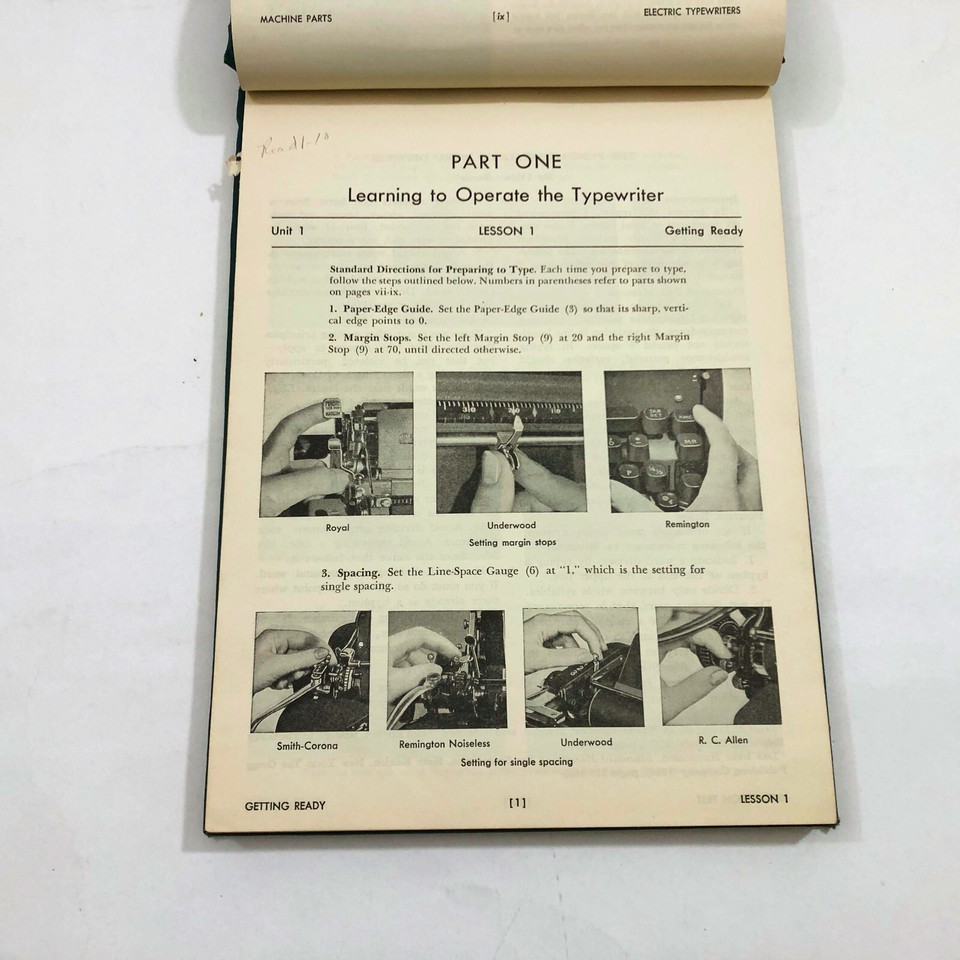 MACHINE PARTS [ix] ELECTRIC TYPEWRITERS
PART ONE
Learning to Operate the Typewriter
Unit 1 LESSON 1 Getting Ready
Standard Directions for Preparing to Type. Each time you prepare to type,
follow the steps outlined below. Numbers in parentheses refer to parts shown
on pages vii-ix.
1. Paper-Edge Guide. Set the Paper-Edge Guide (3) so that its sharp, verti-
cal edge points to 0.
2. Margin Stops. Set the left Margin Stop (9) at 20 and the right Margin
Stop (9) at 70, until directed otherwise.
Royal Underwood Remington
Setting margin stops
3. Spacing. Set the Line-Space Gauge (6) at "1," which is the setting for
single spacing.
Smith-Corona Remington Noiseless Underwood R. C. Allen
Setting for single spacing
GETTING READY [1] LESSON 1